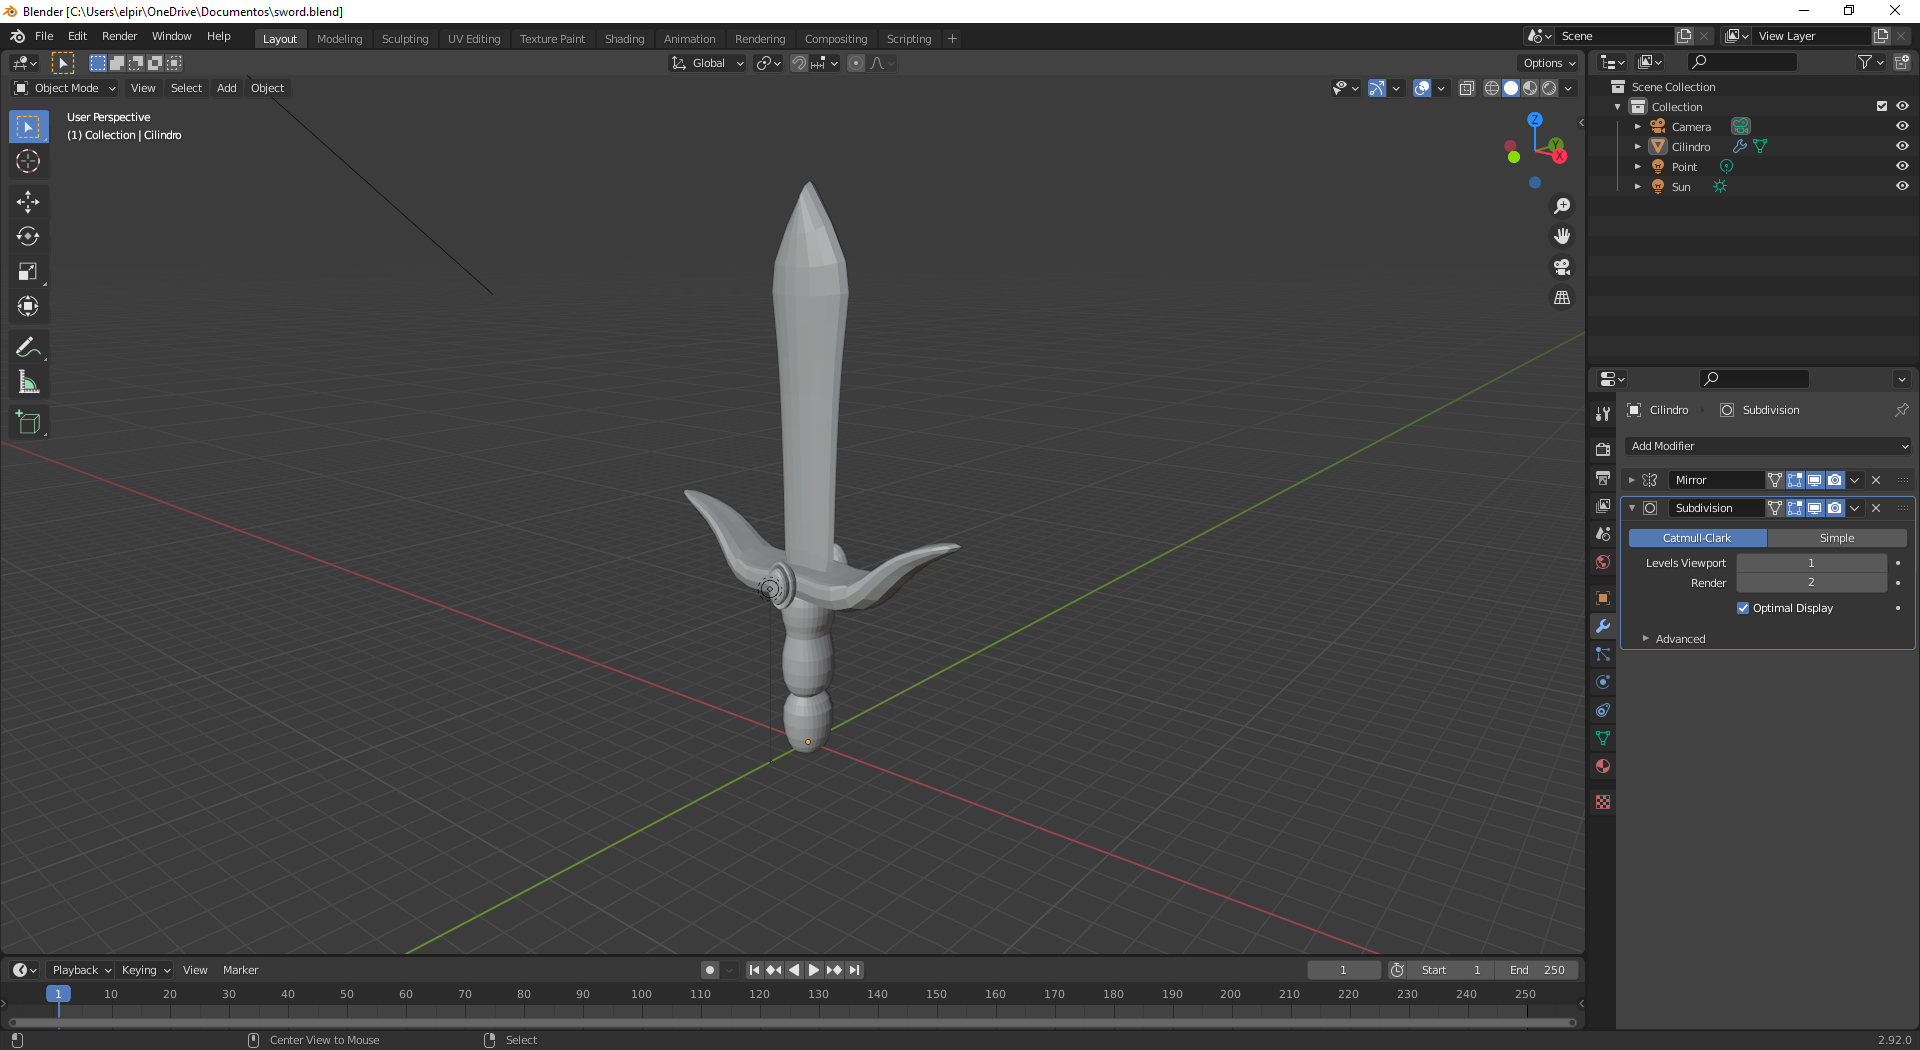 Blender [C:\Users\elpir\OneDrive\Documentos\sword.blend]
File Edit Render Window Help Layout Modeling Sculpting UV Editing Texture Paint Shading Animation Rendering Compositing Scripting + Scene View Layer
Global Options
Object Mode View Select Add Object
User Perspective
(1) Collection | Cilindro
Z
Y
X
Scene Collection
Collection
Camera
Cilindro
Point
Sun
Cilindro Subdivision
Add Modifier
Mirror
Subdivision
Catmull-Clark Simple
Levels Viewport 1
Render 2
Optimal Display
Advanced
Playback Keying View Marker 1 Start 1 End 250
1 10 20 30 40 50 60 70 80 90 100 110 120 130 140 150 160 170 180 190 200 210 220 230 240 250
Center View to Mouse Select 2.92.0